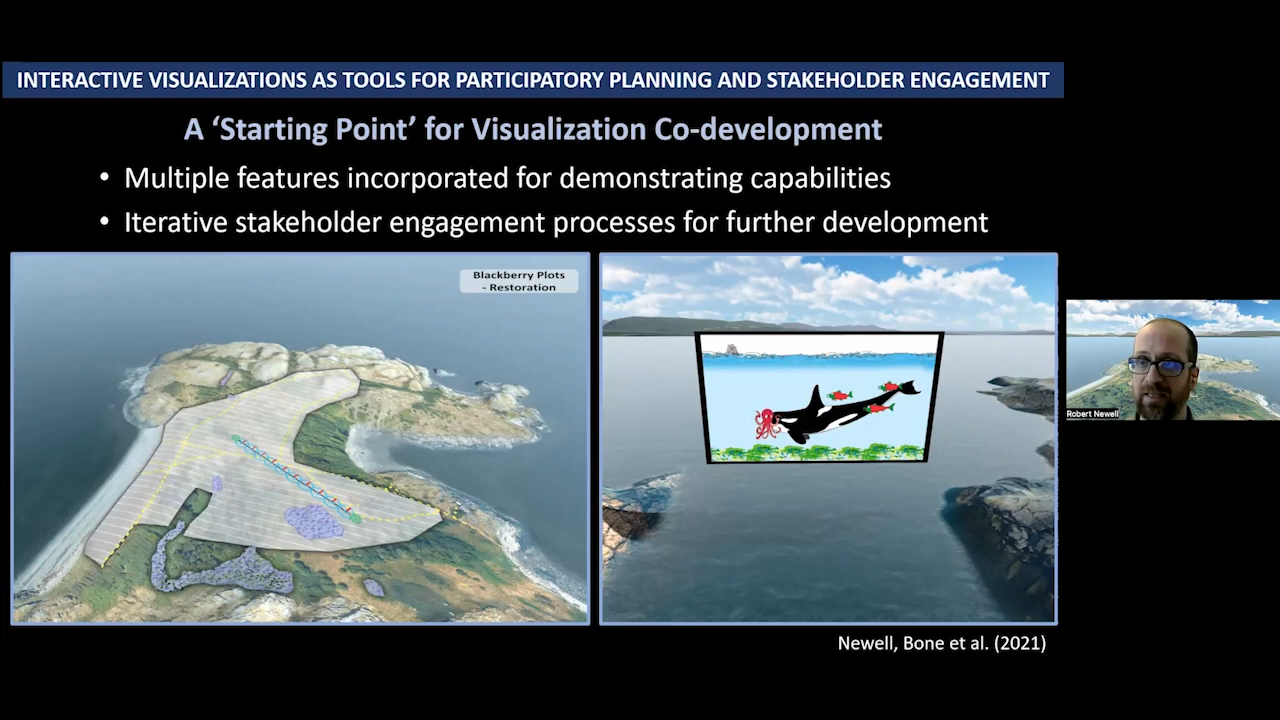 INTERACTIVE VISUALIZATIONS AS TOOLS FOR PARTICIPATORY PLANNING AND STAKEHOLDER ENGAGEMENT
A ‘Starting Point’ for Visualization Co-development
• Multiple features incorporated for demonstrating capabilities
• Iterative stakeholder engagement processes for further development
Blackberry Plots
- Restoration
Robert Newell
Newell, Bone et al. (2021)